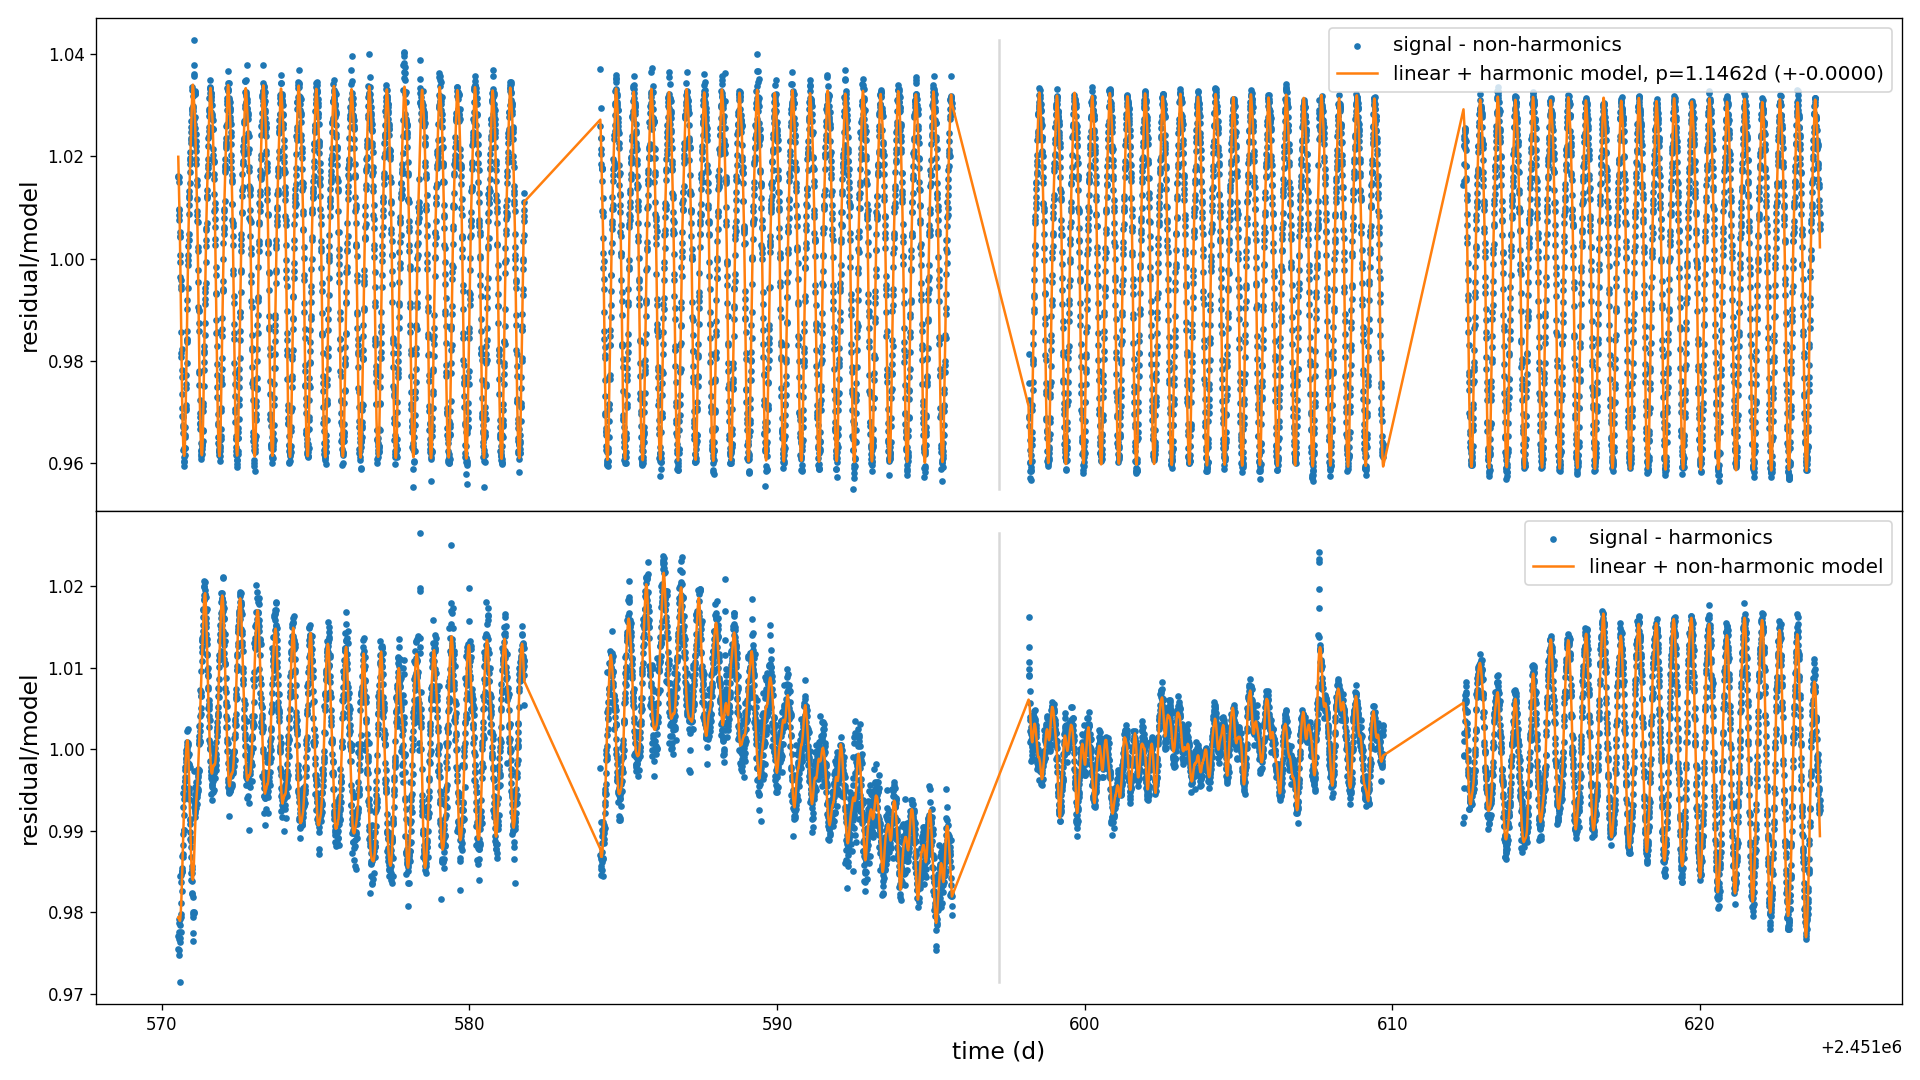 1.04
1.02
1.00
0.98
0.96
residual/model
signal - non-harmonics
linear + harmonic model, p=1.1462d (+-0.0000)
1.02
1.01
1.00
0.99
0.98
0.97
residual/model
signal - harmonics
linear + non-harmonic model
570 580 590 600 610 620
time (d)
+2.451e6